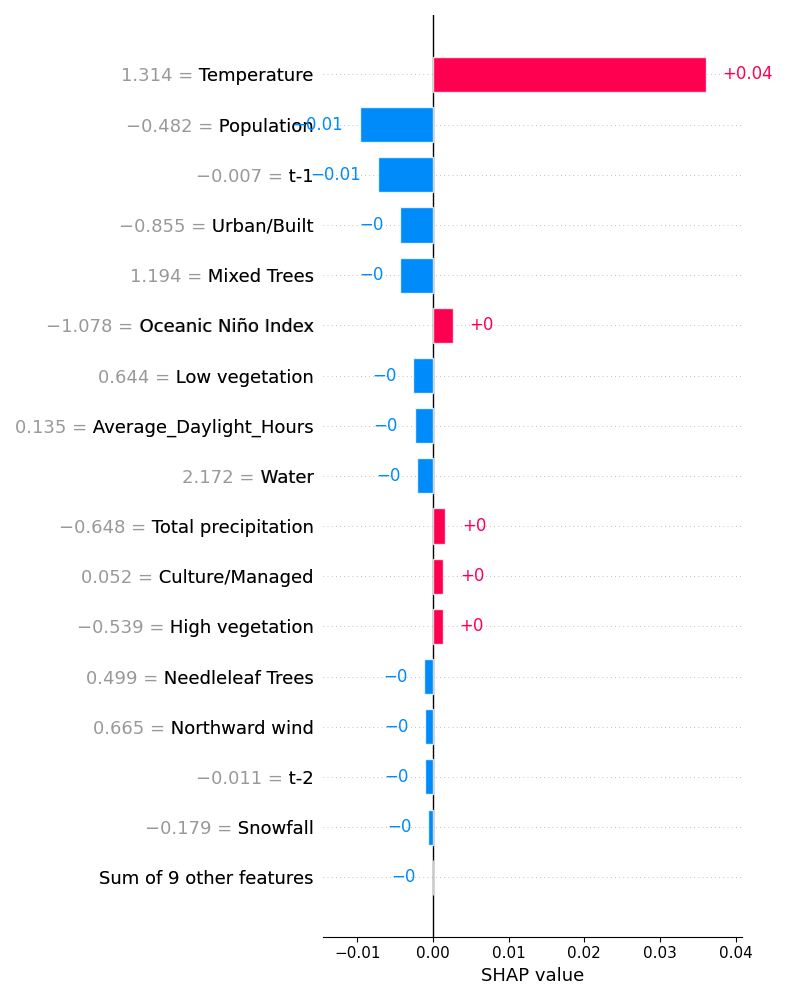 1.314 = Temperature +0.04
−0.482 = Population −0.01
−0.007 = t-1 −0.01
−0.855 = Urban/Built −0
1.194 = Mixed Trees −0
−1.078 = Oceanic Niño Index +0
0.644 = Low vegetation −0
0.135 = Average_Daylight_Hours −0
2.172 = Water −0
−0.648 = Total precipitation +0
0.052 = Culture/Managed +0
−0.539 = High vegetation +0
0.499 = Needleleaf Trees −0
0.665 = Northward wind −0
−0.011 = t-2 −0
−0.179 = Snowfall −0
Sum of 9 other features −0
−0.01 0.00 0.01 0.02 0.03 0.04
SHAP value